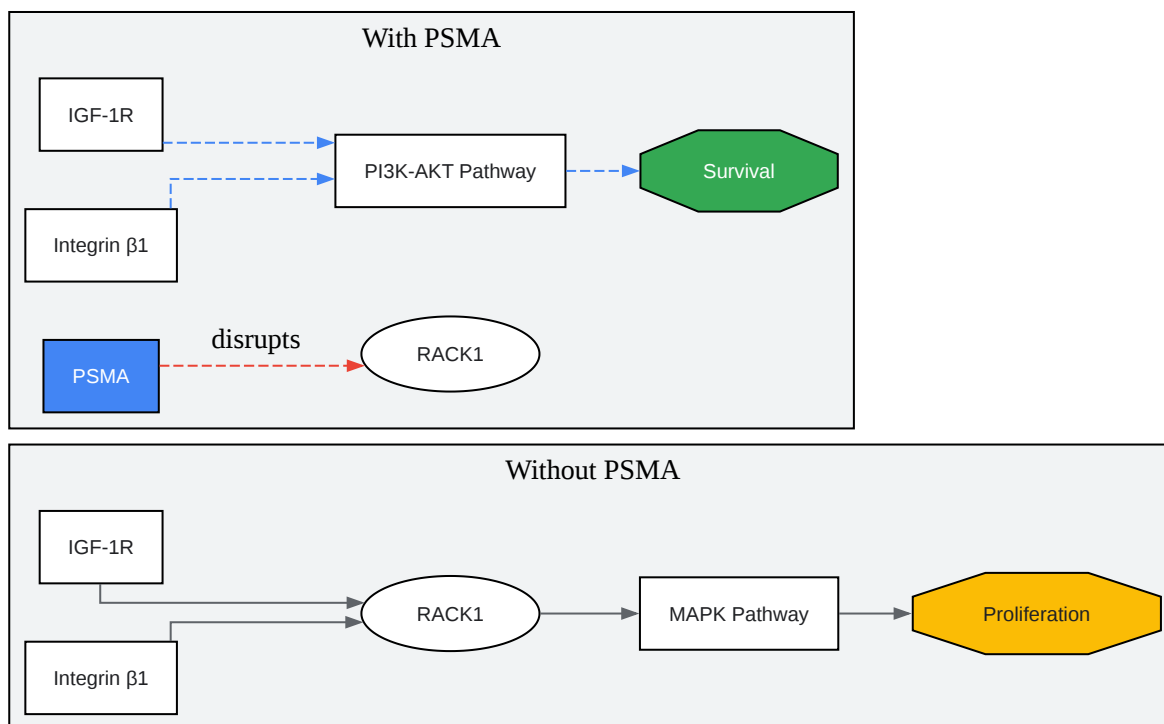 With PSMA
IGF-1R
PI3K-AKT Pathway
Survival
Integrin β1
disrupts
PSMA
RACK1
Without PSMA
IGF-1R
RACK1
MAPK Pathway
Proliferation
Integrin β1